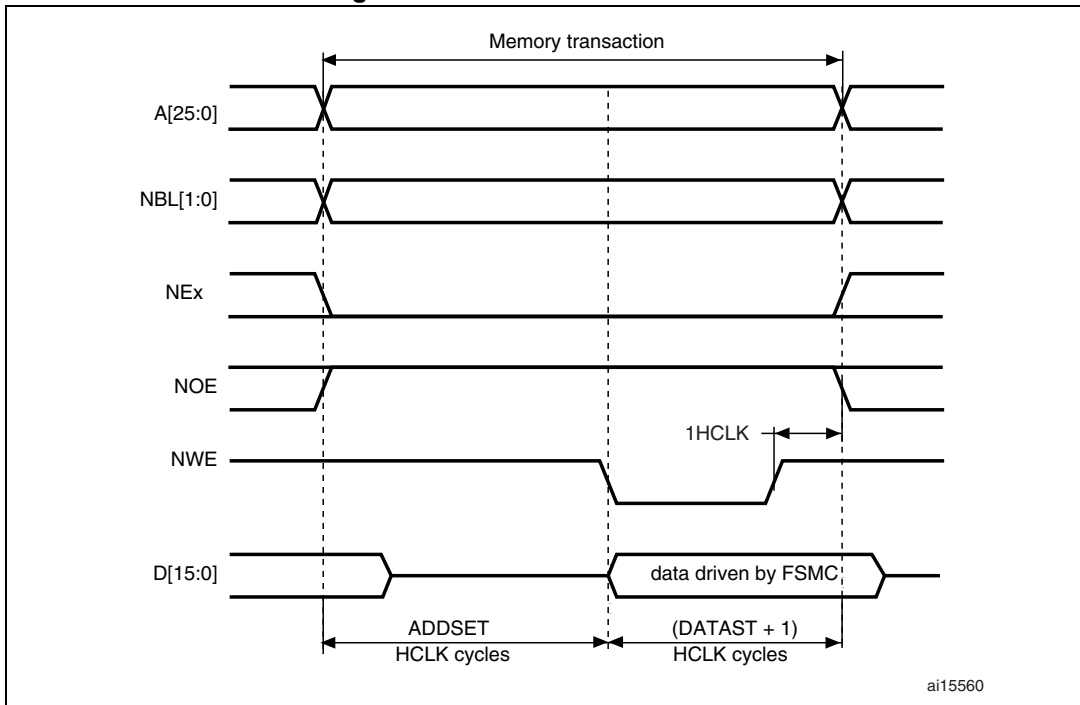 Memory transaction
A[25:0]
NBL[1:0]
NEx
NOE
1HCLK
NWE
D[15:0]
data driven by FSMC
ADDSET
HCLK cycles
(DATAST + 1)
HCLK cycles
ai15560